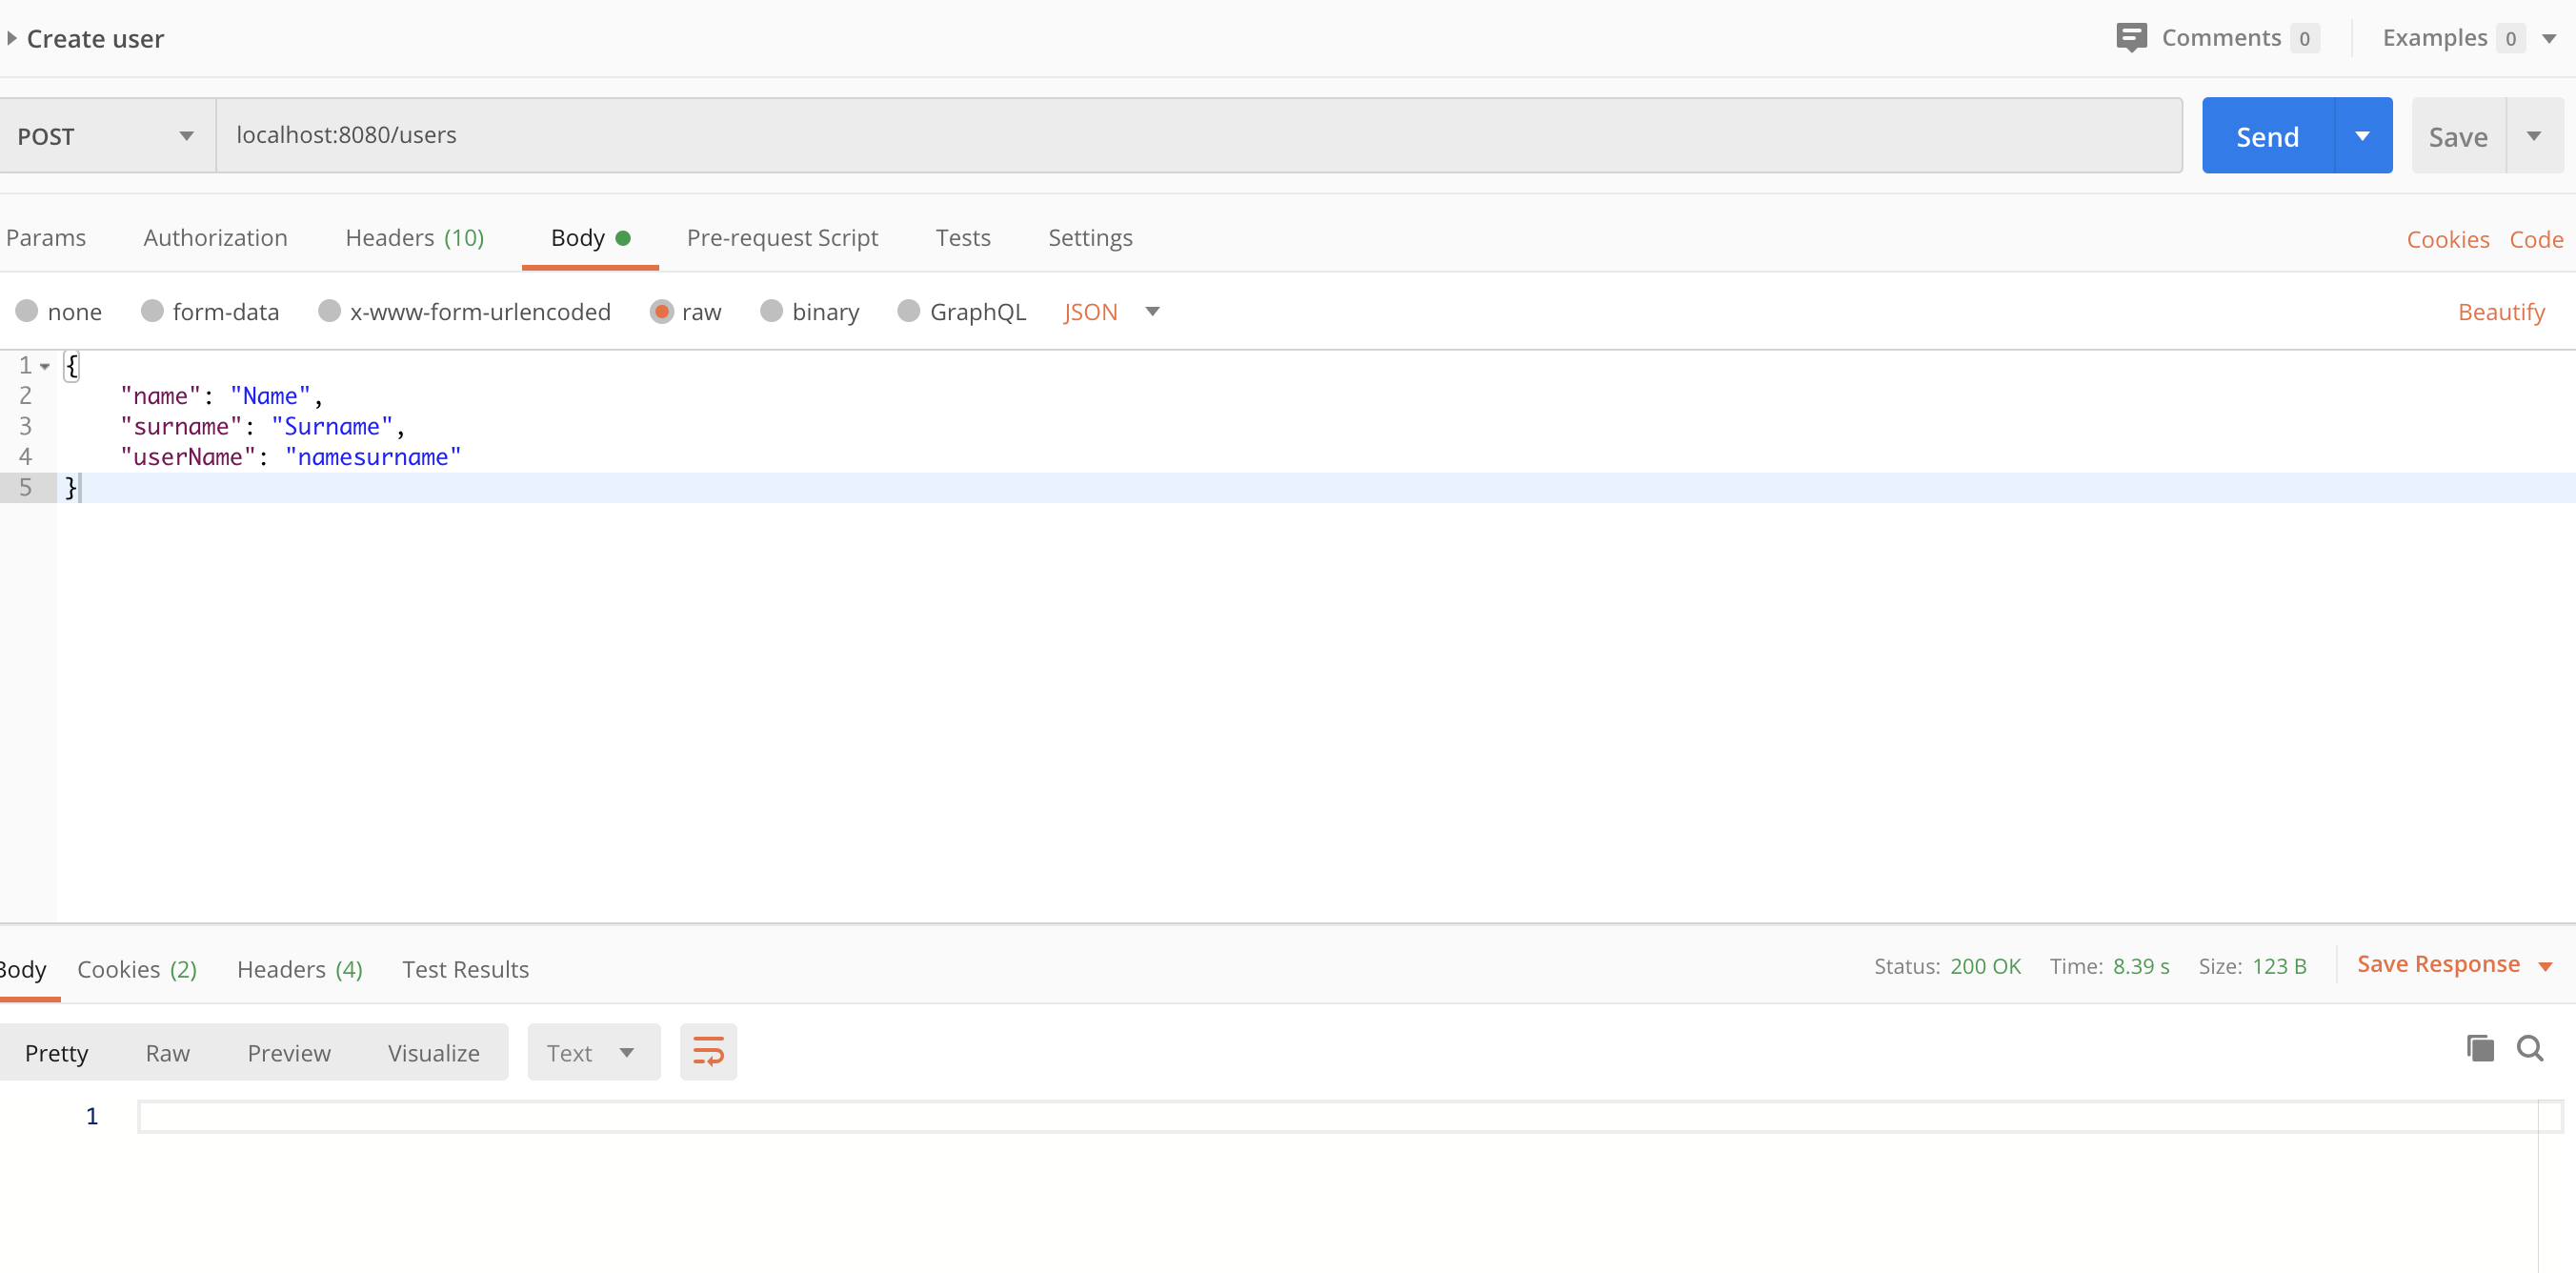 Create user
Comments 0 Examples 0
POST localhost:8080/users Send Save
Params Authorization Headers (10) Body Pre-request Script Tests Settings Cookies Code
none form-data x-www-form-urlencoded raw binary GraphQL JSON Beautify
1 {
2 "name": "Name",
3 "surname": "Surname",
4 "userName": "namesurname"
5 }
Body Cookies (2) Headers (4) Test Results Status: 200 OK Time: 8.39 s Size: 123 B Save Response
Pretty Raw Preview Visualize Text
1